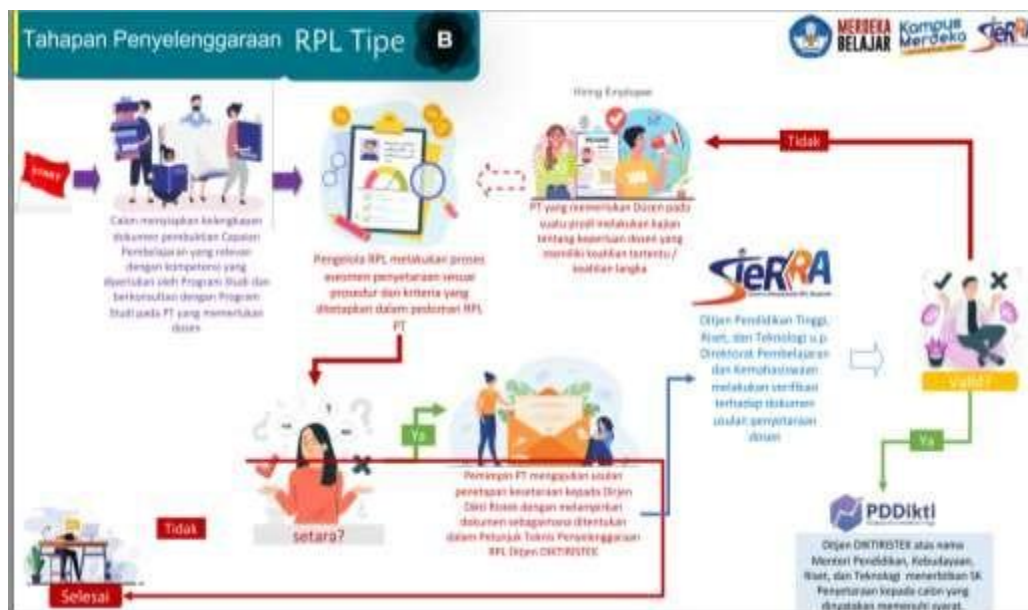 Tahapan Penyelenggaraan RPL Tipe B
MERDEKA
BELAJAR
Kampus
Merdeka
SIERRA
START
Calon menyiapkan kelengkapan
dokumen pembuktian Capaian
Pembelajaran yang relevan
dengan kompetensi yang
diperlukan oleh Program Studi dan
berkonsultasi dengan Program
Studi pada PT yang memerlukan
dosen
Pengelola RPL melakukan proses
asesmen penyetaraan sesuai
prosedur dan kriteria yang
ditetapkan dalam pedoman RPL
PT
Hiring Employee
PT yang memerlukan Dosen pada
suatu prodi melakukan kajian
tentang keperluan dosen yang
memiliki keahlian tertentu /
keahlian langka
Tidak
SIERRA
Ditjen Pendidikan Tinggi,
Riset, dan Teknologi u.p
Direktorat Pembelajaran
dan Kemahasiswaan
melakukan verifikasi
terhadap dokumen
usulan penyetaraan
dosen
Valid?
Ya
setara?
Ya
Pemimpin PT mengajukan usulan
penetapan kesetaraan kepada Dirjen
Dikti Ristek dengan melampirkan
dokumen sebagaimana ditentukan
dalam Petunjuk Teknis Penyelenggaraan
RPL Ditjen DIKTIRISTEK
Tidak
Selesai
PDDikti
Ditjen DIKTIRISTEK atas nama
Menteri Pendidikan, Kebudayaan,
Riset, dan Teknologi menerbitkan SK
Penyetaraan kepada calon yang
dinyatakan memenuhi syarat